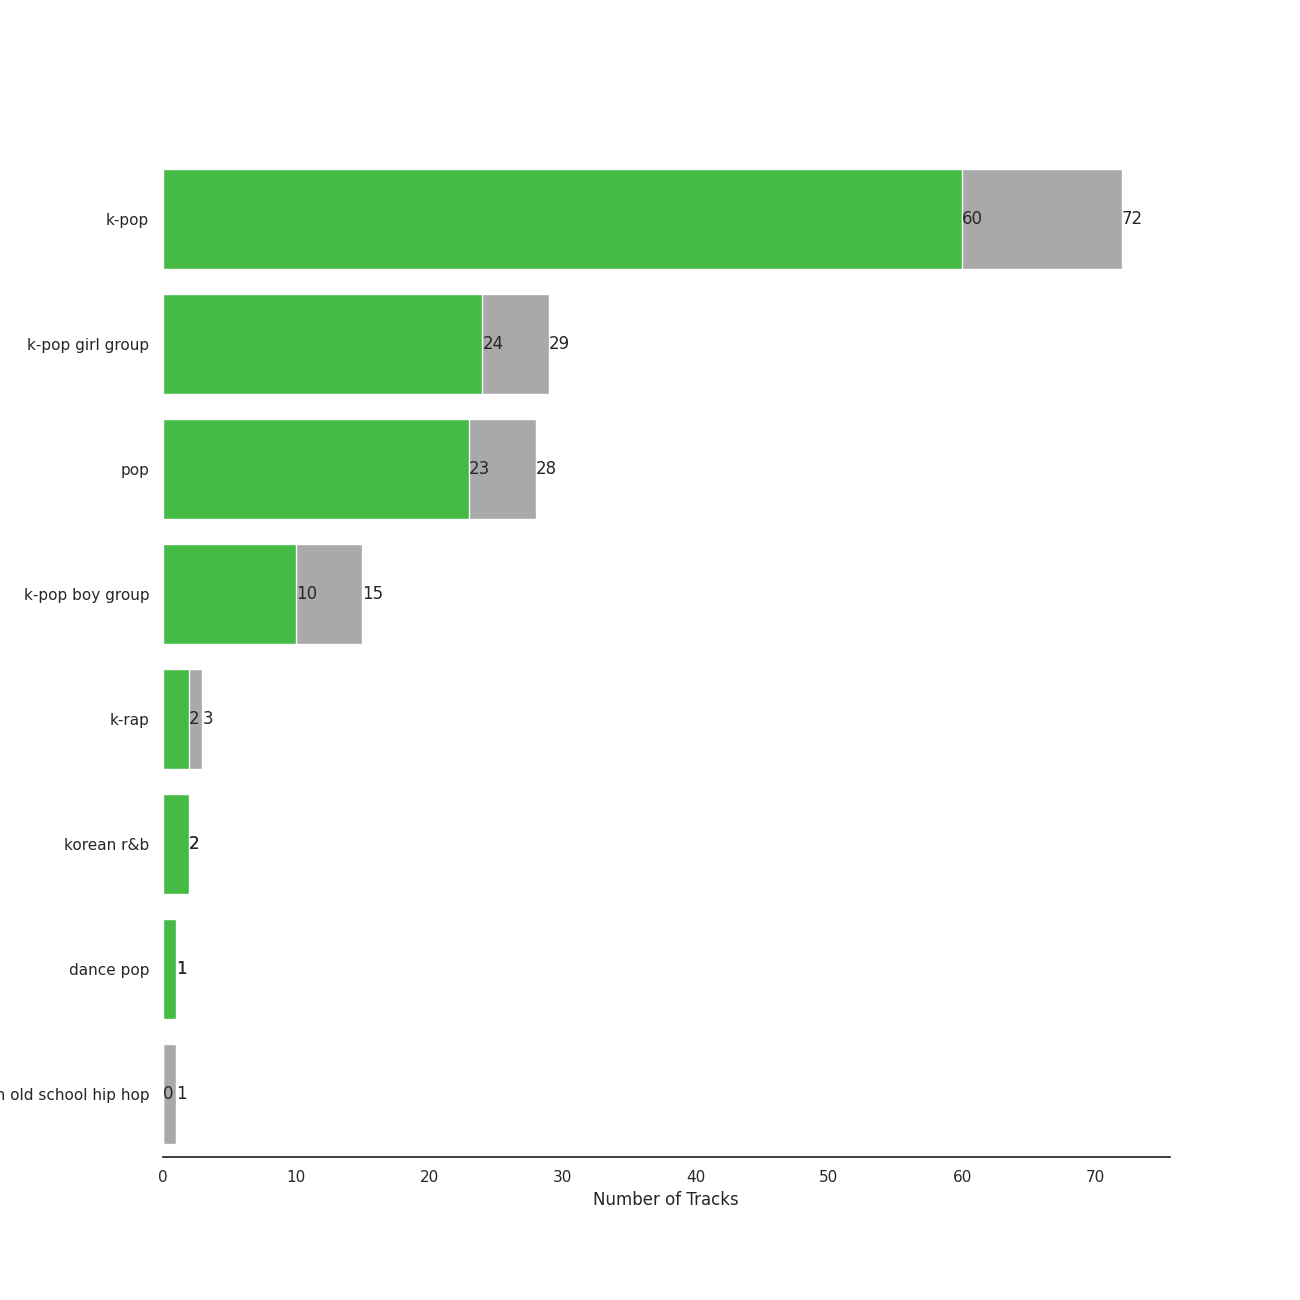 k-pop 60 72
k-pop girl group 24 29
pop 23 28
k-pop boy group 10 15
k-rap 2 3
korean r&b 2
dance pop 1
old school hip hop 0 1
0 10 20 30 40 50 60 70
Number of Tracks